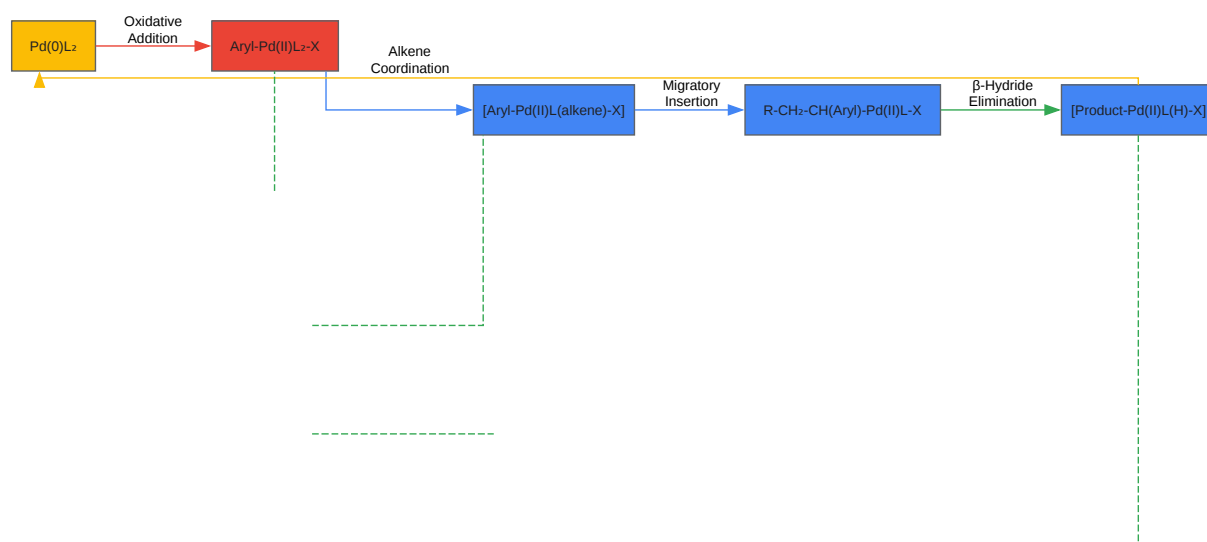 Oxidative
Addition
Pd(0)L₂
Aryl-Pd(II)L₂-X
Alkene
Coordination
[Aryl-Pd(II)L(alkene)-X]
Migratory
Insertion
R-CH₂-CH(Aryl)-Pd(II)L-X
β-Hydride
Elimination
[Product-Pd(II)L(H)-X]